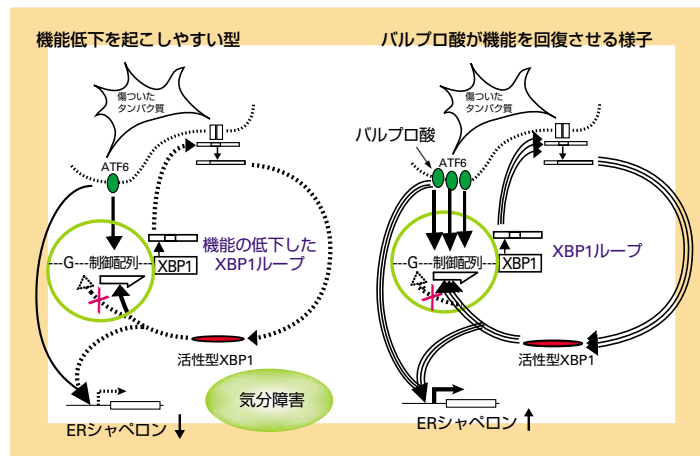 機能低下を起こしやすい型
傷ついた
タンパク質
ATF6
---G---制御配列---
XBP1
機能の低下した
XBP1ループ
活性型XBP1
ERシャペロン
気分障害
バルプロ酸が機能を回復させる様子
傷ついた
タンパク質
バルプロ酸
ATF6
---G---制御配列---
XBP1
XBP1ループ
活性型XBP1
ERシャペロン